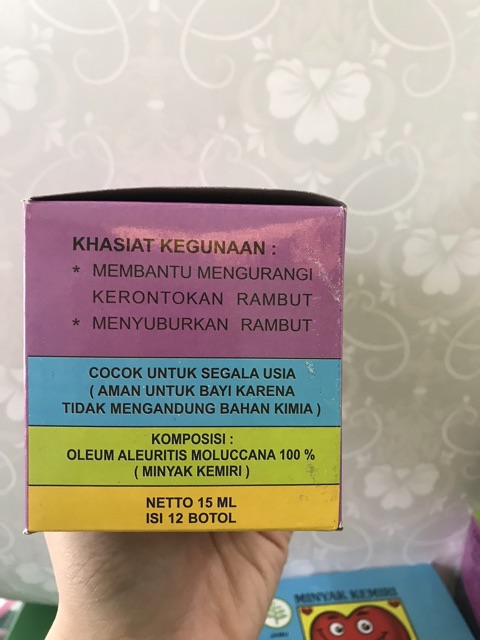 KHASIAT KEGUNAAN :
* MEMBANTU MENGURANGI
KERONTOKAN RAMBUT
* MENYUBURKAN RAMBUT
COCOK UNTUK SEGALA USIA
( AMAN UNTUK BAYI KARENA
TIDAK MENGANDUNG BAHAN KIMIA )
KOMPOSISI :
OLEUM ALEURITIS MOLUCCANA 100 %
( MINYAK KEMIRI )
NETTO 15 ML
ISI 12 BOTOL
MINYAK KEMIRI
JAMU